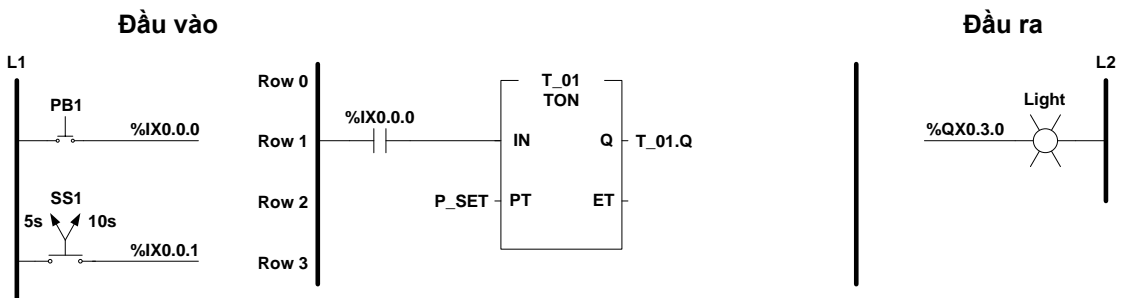 Đầu vào
Đầu ra
L1
L2
PB1
%IX0.0.0
SS1
5s
10s
%IX0.0.1
Row 0
Row 1
Row 2
Row 3
%IX0.0.0
T_01
TON
IN
Q
T_01.Q
P_SET
PT
ET
Light
%QX0.3.0